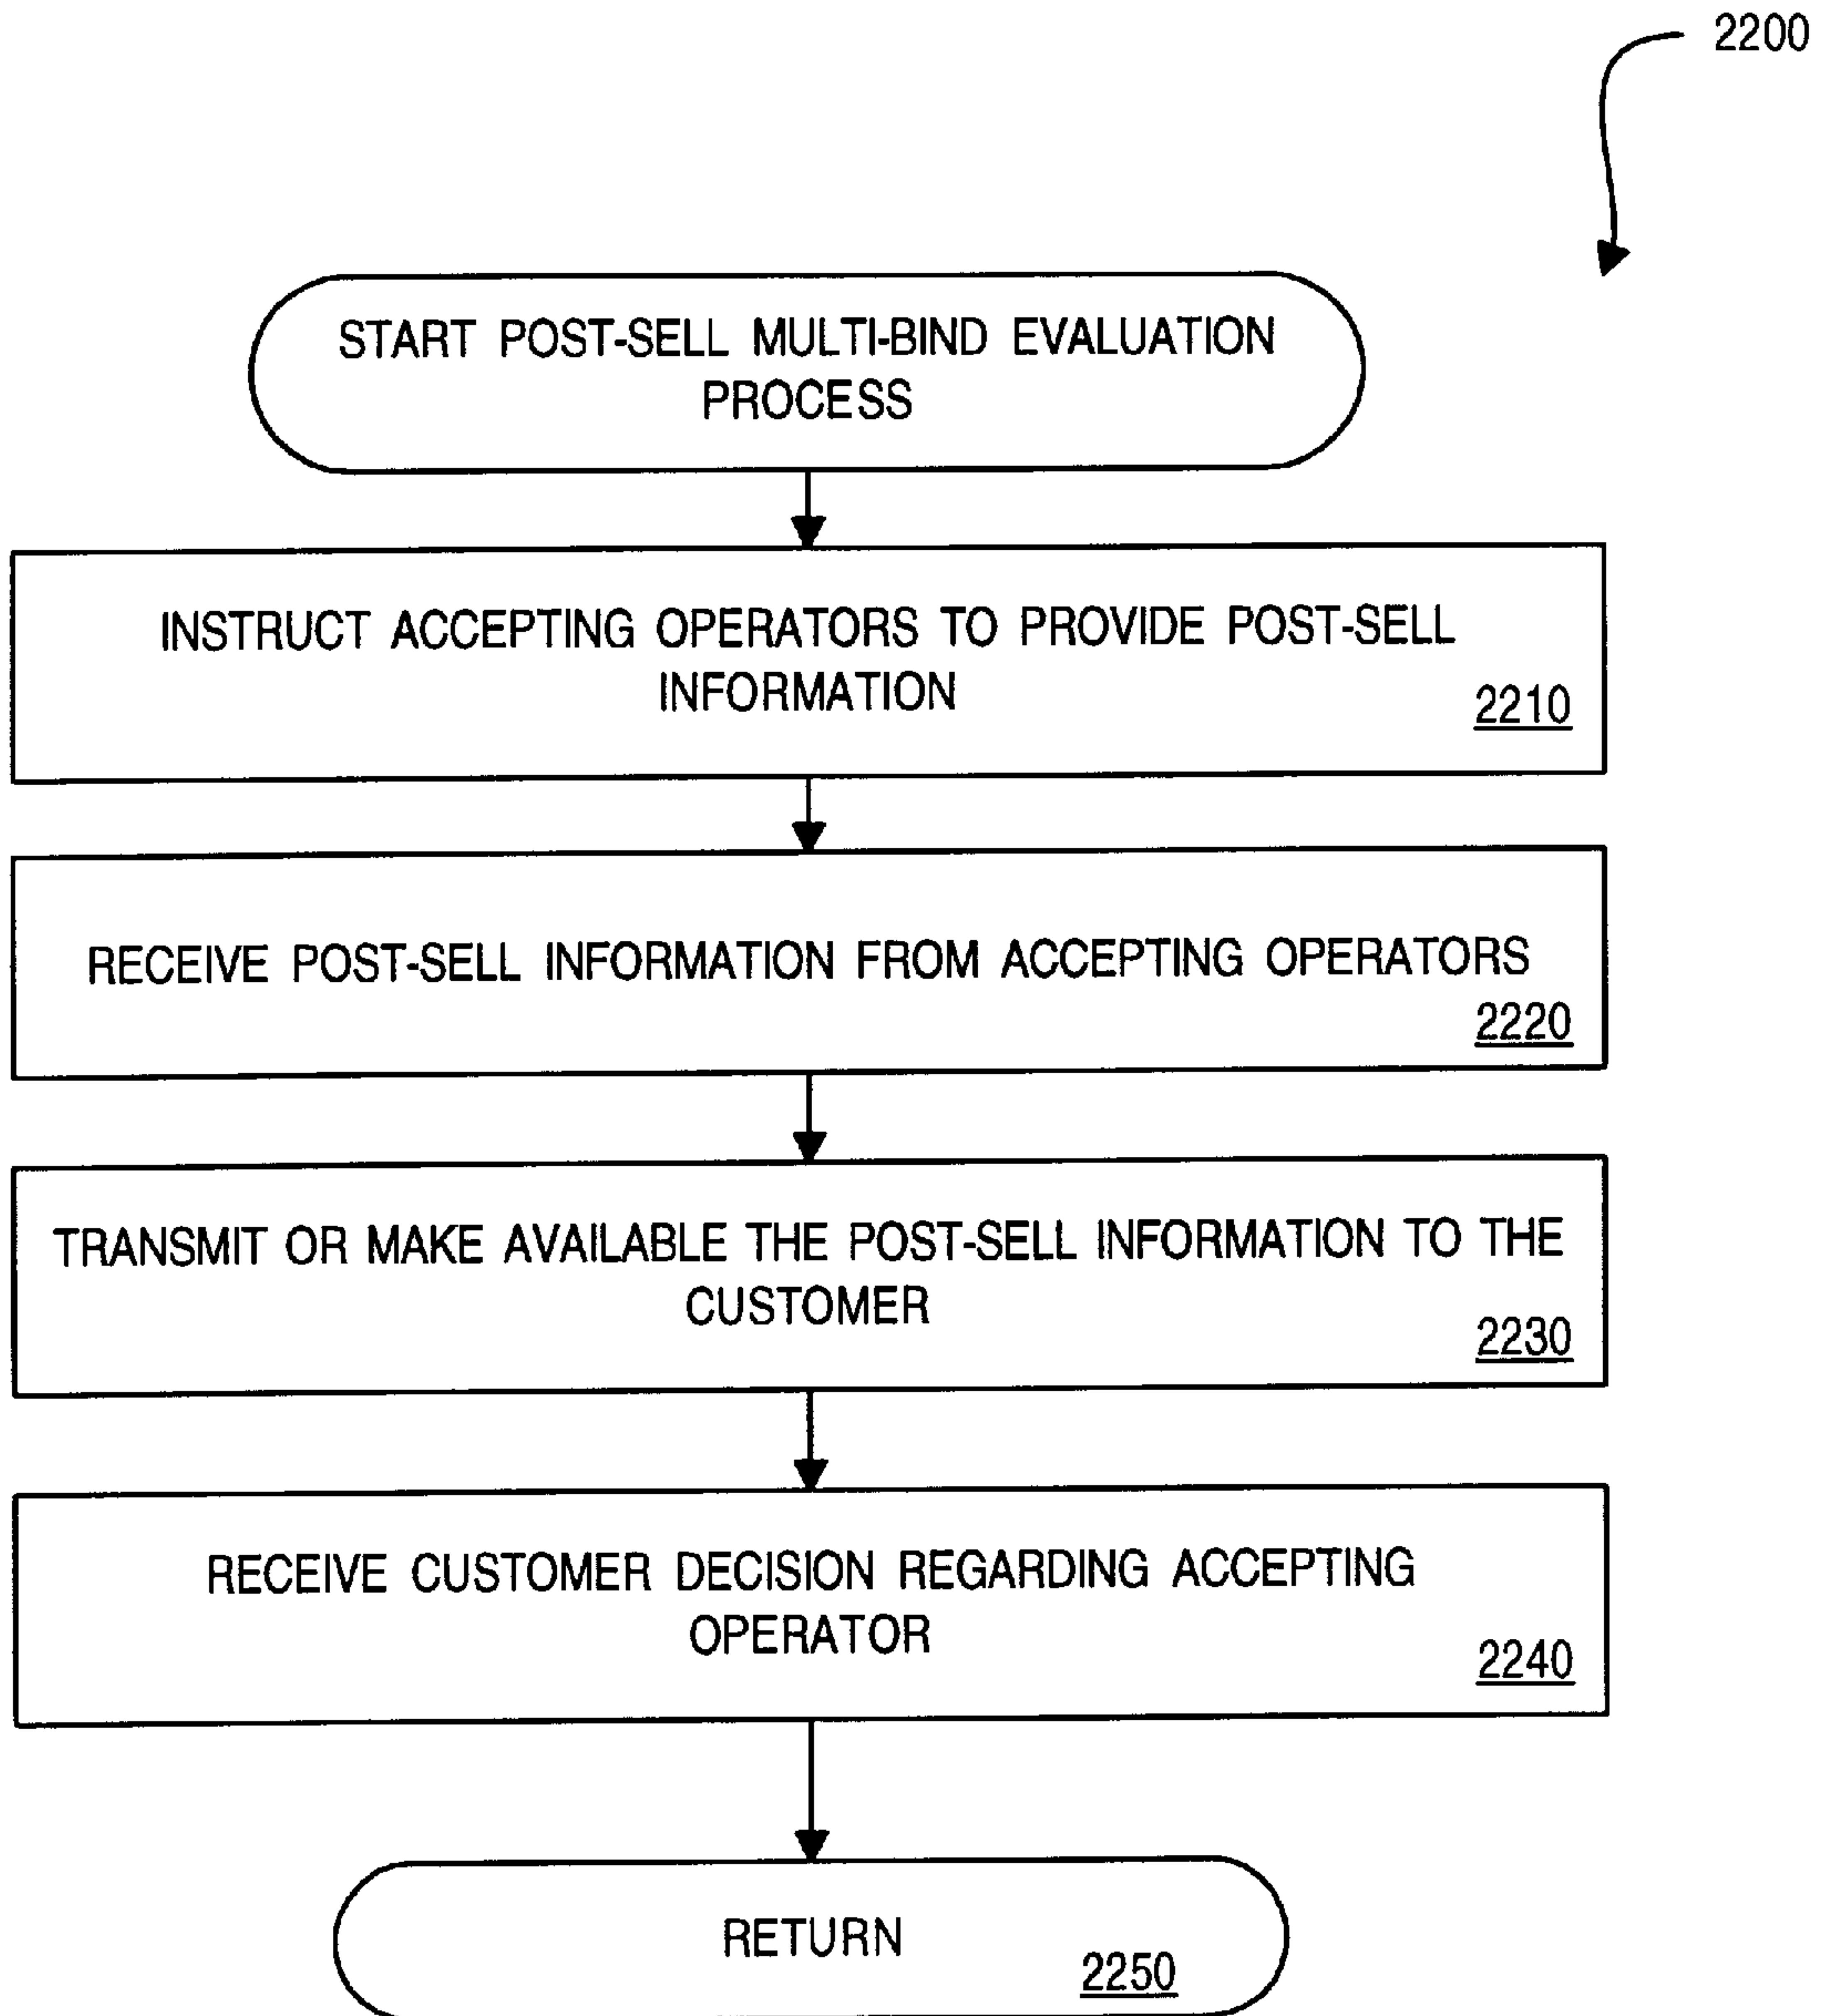 2200
START POST-SELL MULTI-BIND EVALUATION
PROCESS
INSTRUCT ACCEPTING OPERATORS TO PROVIDE POST-SELL
INFORMATION
2210
RECEIVE POST-SELL INFORMATION FROM ACCEPTING OPERATORS
2220
TRANSMIT OR MAKE AVAILABLE THE POST-SELL INFORMATION TO THE
CUSTOMER
2230
RECEIVE CUSTOMER DECISION REGARDING ACCEPTING
OPERATOR
2240
RETURN
2250